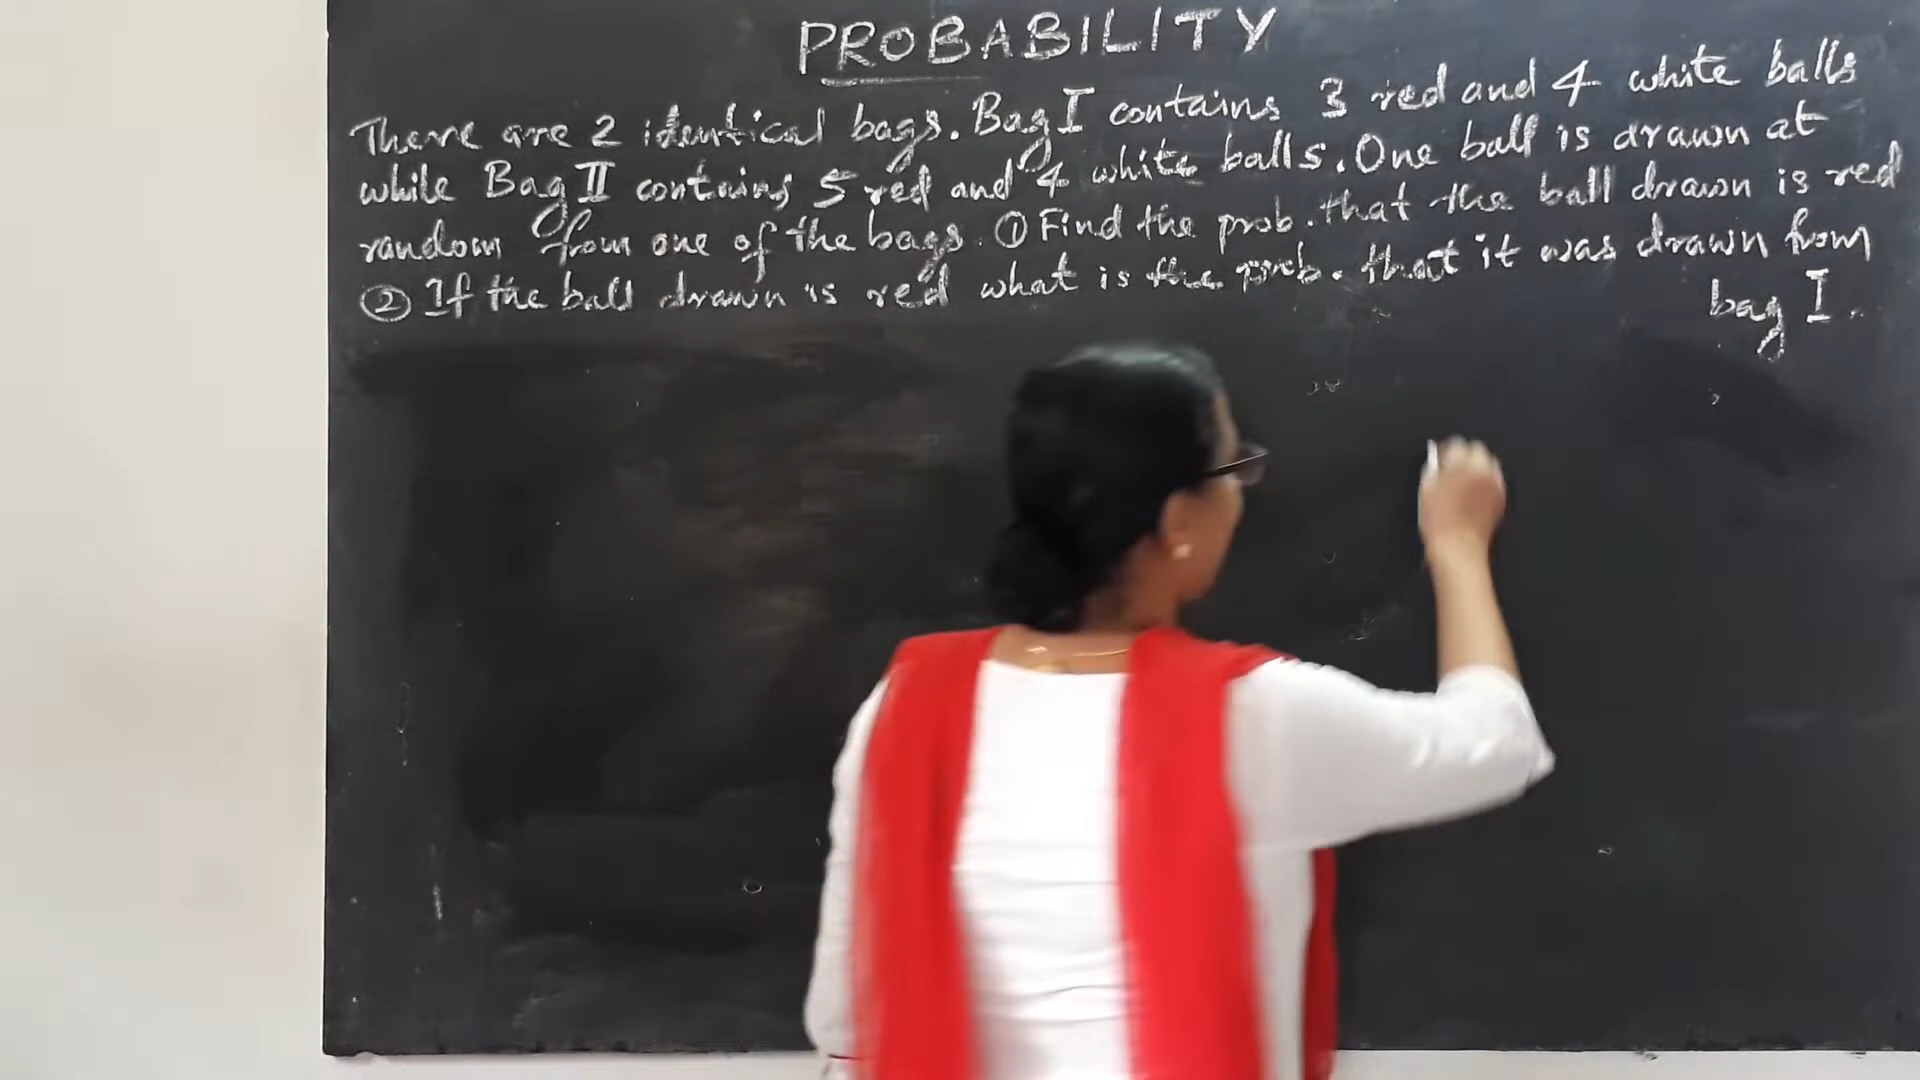 PROBABILITY
There are 2 identical bags. Bag I contains 3 red and 4 white balls
while Bag II contains 5 red and 4 white balls. One ball is drawn at
random from one of the bags. ① Find the prob. that the ball drawn is red
② If the ball drawn is red what is the prob. that it was drawn from
bag I.